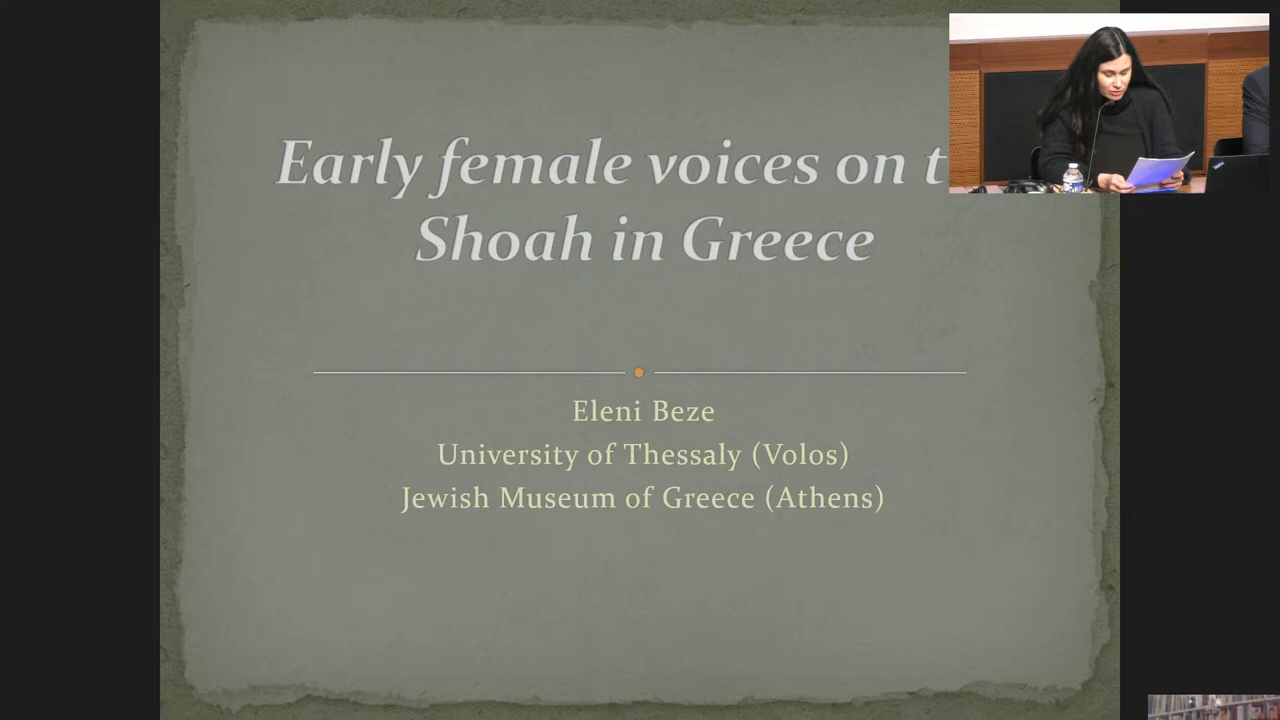 Early female voices on t
Shoah in Greece
Eleni Beze
University of Thessaly (Volos)
Jewish Museum of Greece (Athens)